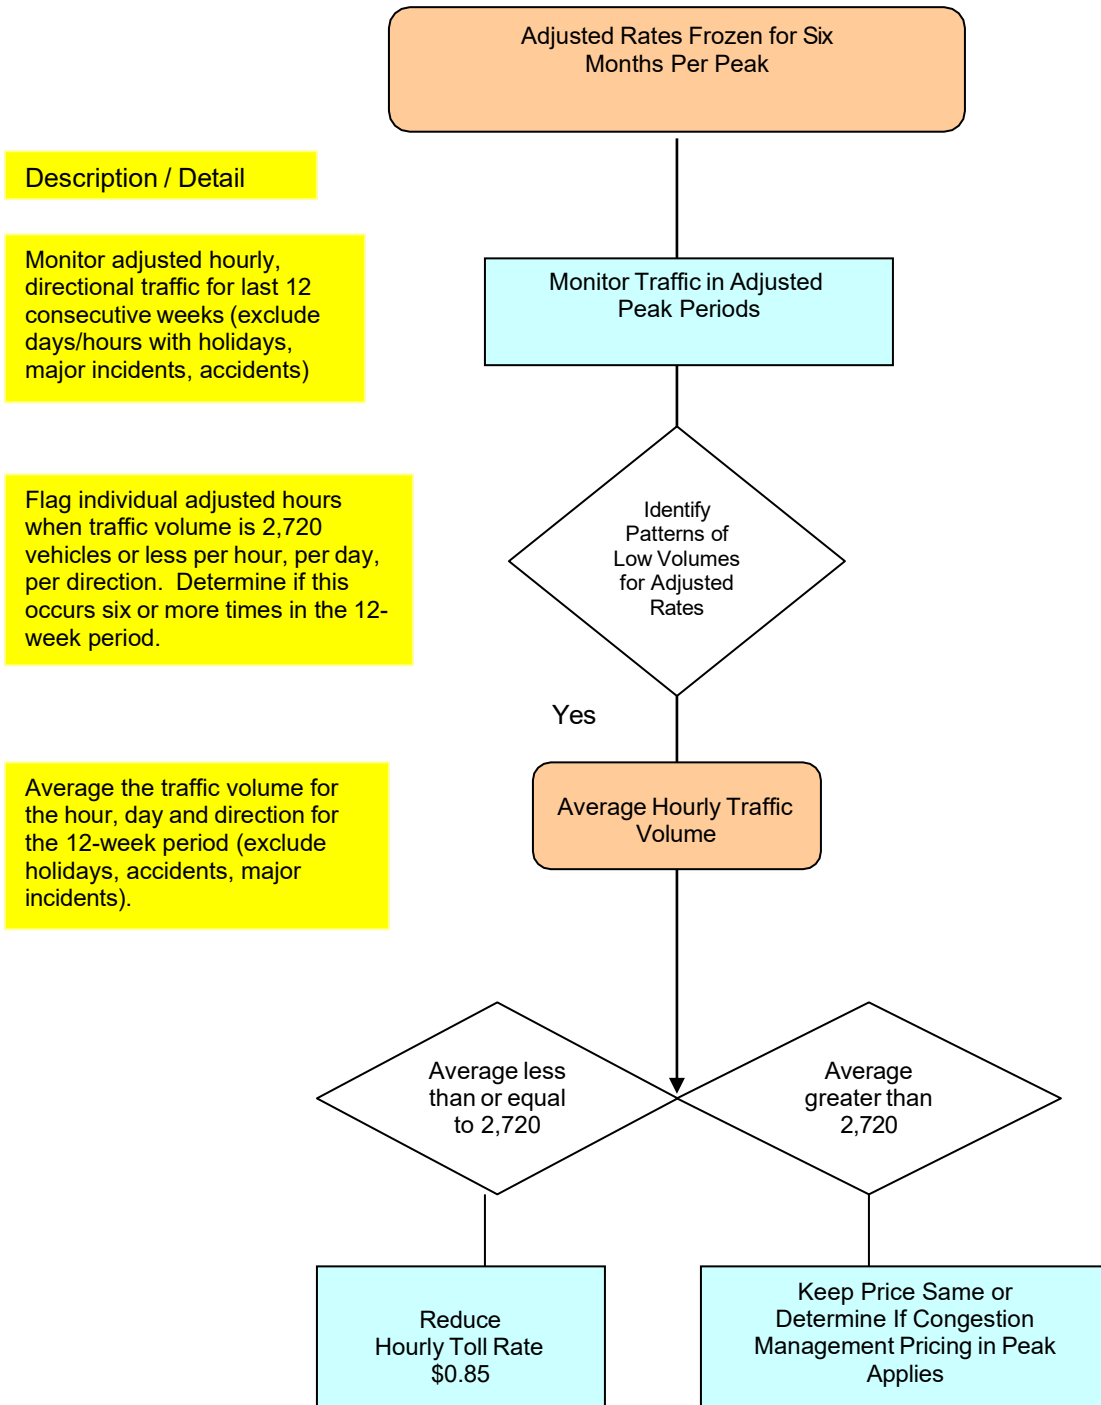 Adjusted Rates Frozen for Six
Months Per Peak
Description / Detail
Monitor adjusted hourly,
directional traffic for last 12
consecutive weeks (exclude
days/hours with holidays,
major incidents, accidents)
Monitor Traffic in Adjusted
Peak Periods
Flag individual adjusted hours
when traffic volume is 2,720
vehicles or less per hour, per day,
per direction.  Determine if this
occurs six or more times in the 12-
week period.
Identify
Patterns of
Low Volumes
for Adjusted
Rates
Yes
Average the traffic volume for
the hour, day and direction for
the 12-week period (exclude
holidays, accidents, major
incidents).
Average Hourly Traffic
Volume
Average less
than or equal
to 2,720
Average
greater than
2,720
Reduce
Hourly Toll Rate
$0.85
Keep Price Same or
Determine If Congestion
Management Pricing in Peak
Applies